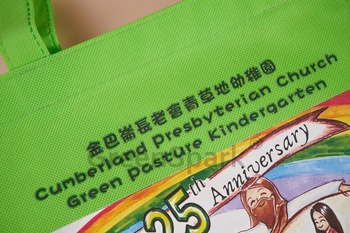 金巴崙長老會青草地幼稚園
Cumberland Presbyterian Church
Green Pasture Kindergarten
GreenSpark
25th Anniversary